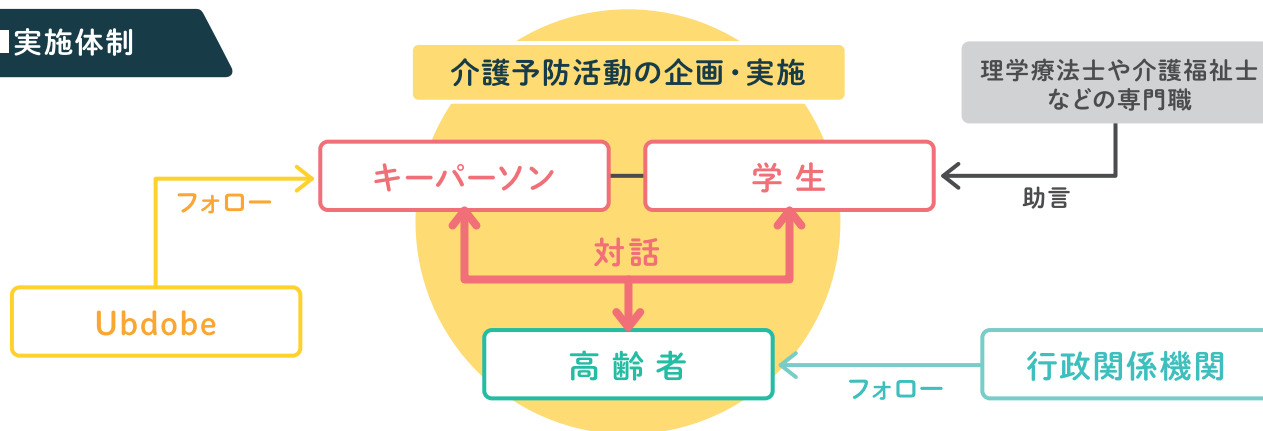 ■実施体制
介護予防活動の企画・実施
理学療法士や介護福祉士
などの専門職
キーパーソン
学生
フォロー
助言
対話
Ubdobe
高齢者
行政関係機関
フォロー